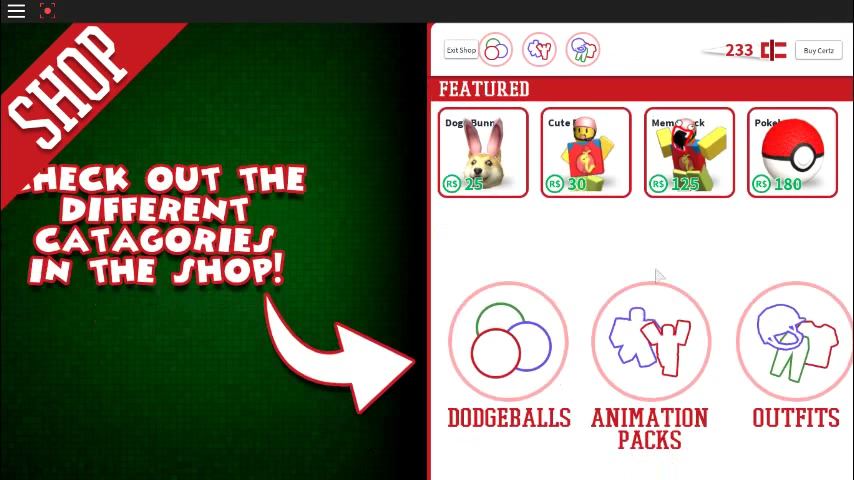 SHOP
CHECK OUT THE
DIFFERENT
CATAGORIES
IN THE SHOP!
Exit Shop
233
Buy Certz
FEATURED
R$ 25
Cute
R$ 30
R$ 125
R$ 180
DODGEBALLS
ANIMATION
PACKS
OUTFITS